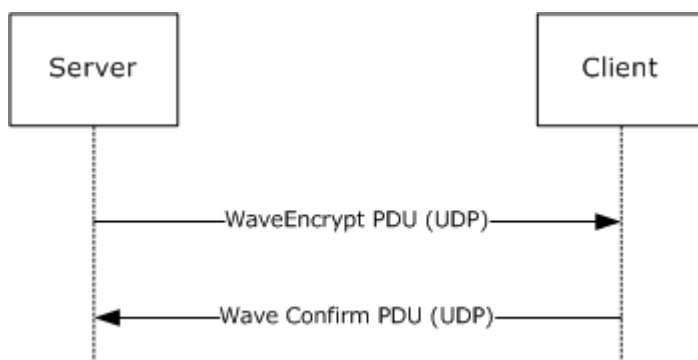 Server
Client
WaveEncrypt PDU (UDP)
Wave Confirm PDU (UDP)